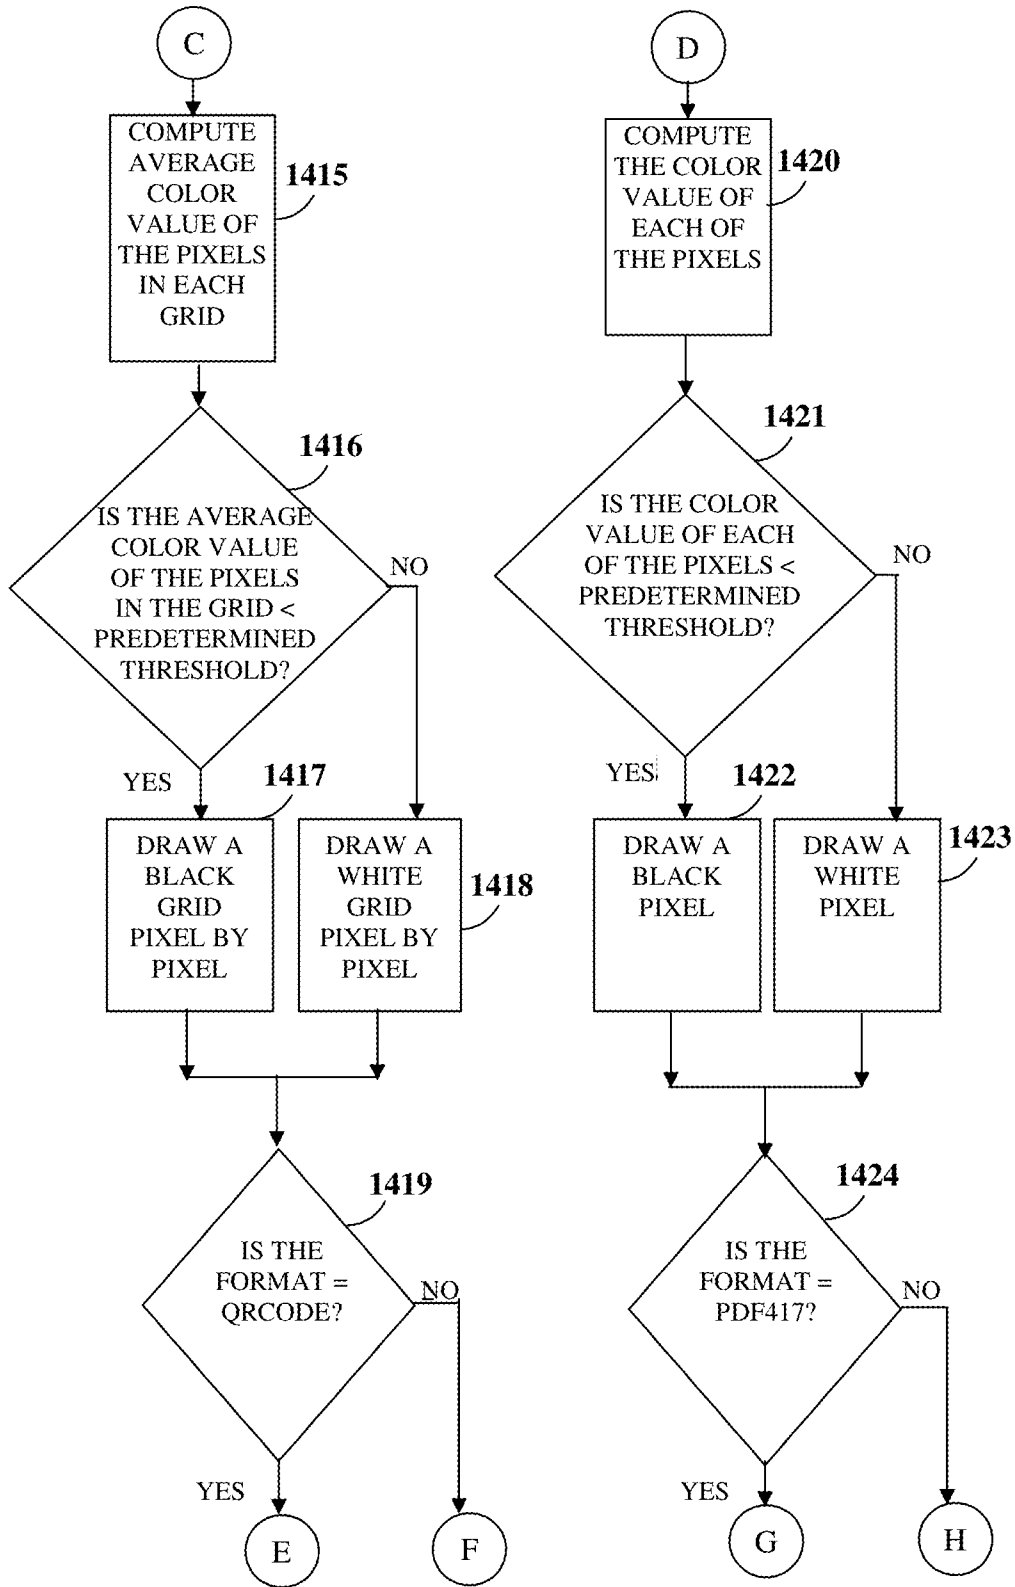 C
COMPUTE
AVERAGE
COLOR
VALUE OF
THE PIXELS
IN EACH
GRID
1415
IS THE AVERAGE
COLOR VALUE
OF THE PIXELS
IN THE GRID <
PREDETERMINED
THRESHOLD?
1416
NO
YES
1417
DRAW A
BLACK
GRID
PIXEL BY
PIXEL
DRAW A
WHITE
GRID
PIXEL BY
PIXEL
1418
1419
IS THE
FORMAT =
QRCODE?
NO
YES
E
F
D
COMPUTE
THE COLOR
VALUE OF
EACH OF
THE PIXELS
1420
1421
IS THE COLOR
VALUE OF EACH
OF THE PIXELS <
PREDETERMINED
THRESHOLD?
NO
YES
1422
DRAW A
BLACK
PIXEL
DRAW A
WHITE
PIXEL
1423
1424
IS THE
FORMAT =
PDF417?
NO
YES
G
H